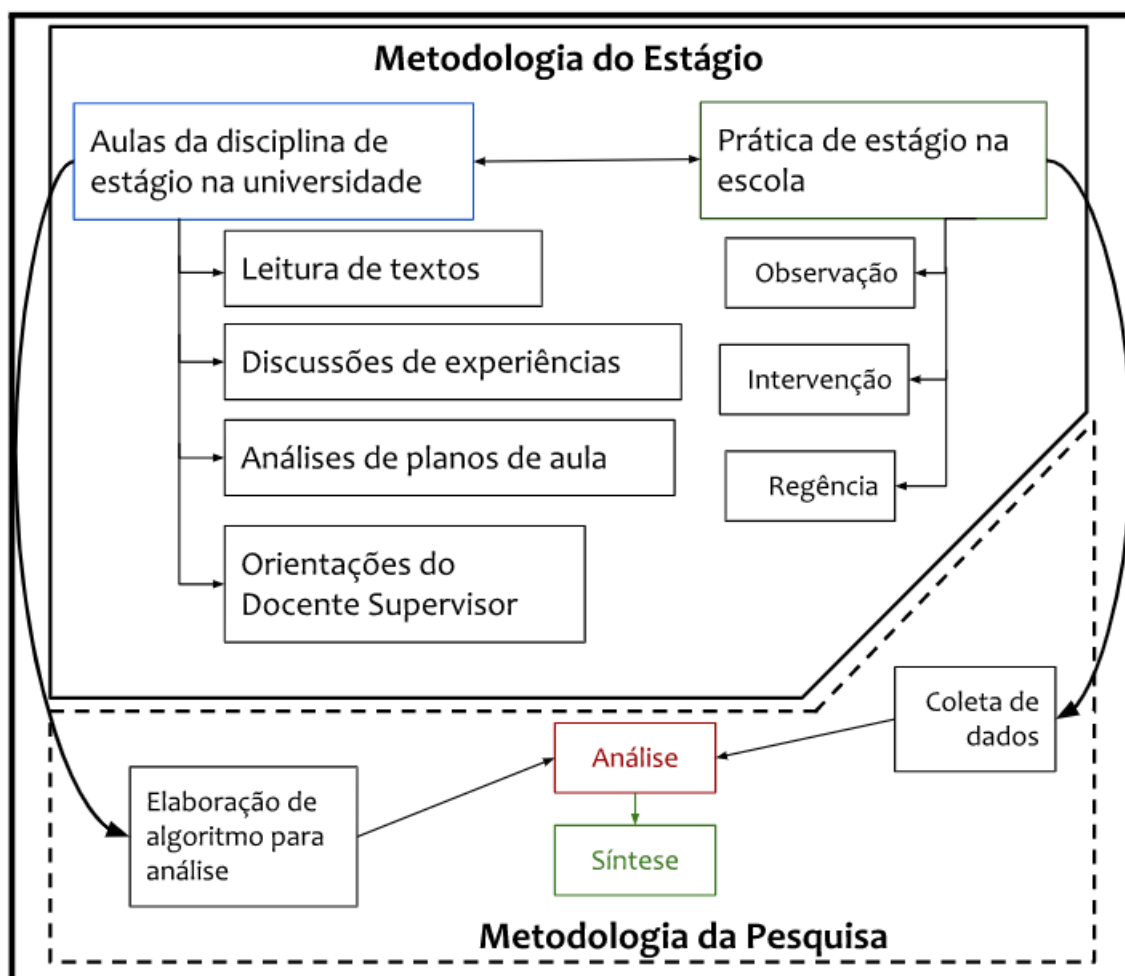 Metodologia do Estágio
Aulas da disciplina de
estágio na universidade
Prática de estágio na
escola
Leitura de textos
Discussões de experiências
Análises de planos de aula
Orientações do
Docente Supervisor
Observação
Intervenção
Regência
Coleta de
dados
Análise
Elaboração de
algoritmo para
análise
Síntese
Metodologia da Pesquisa